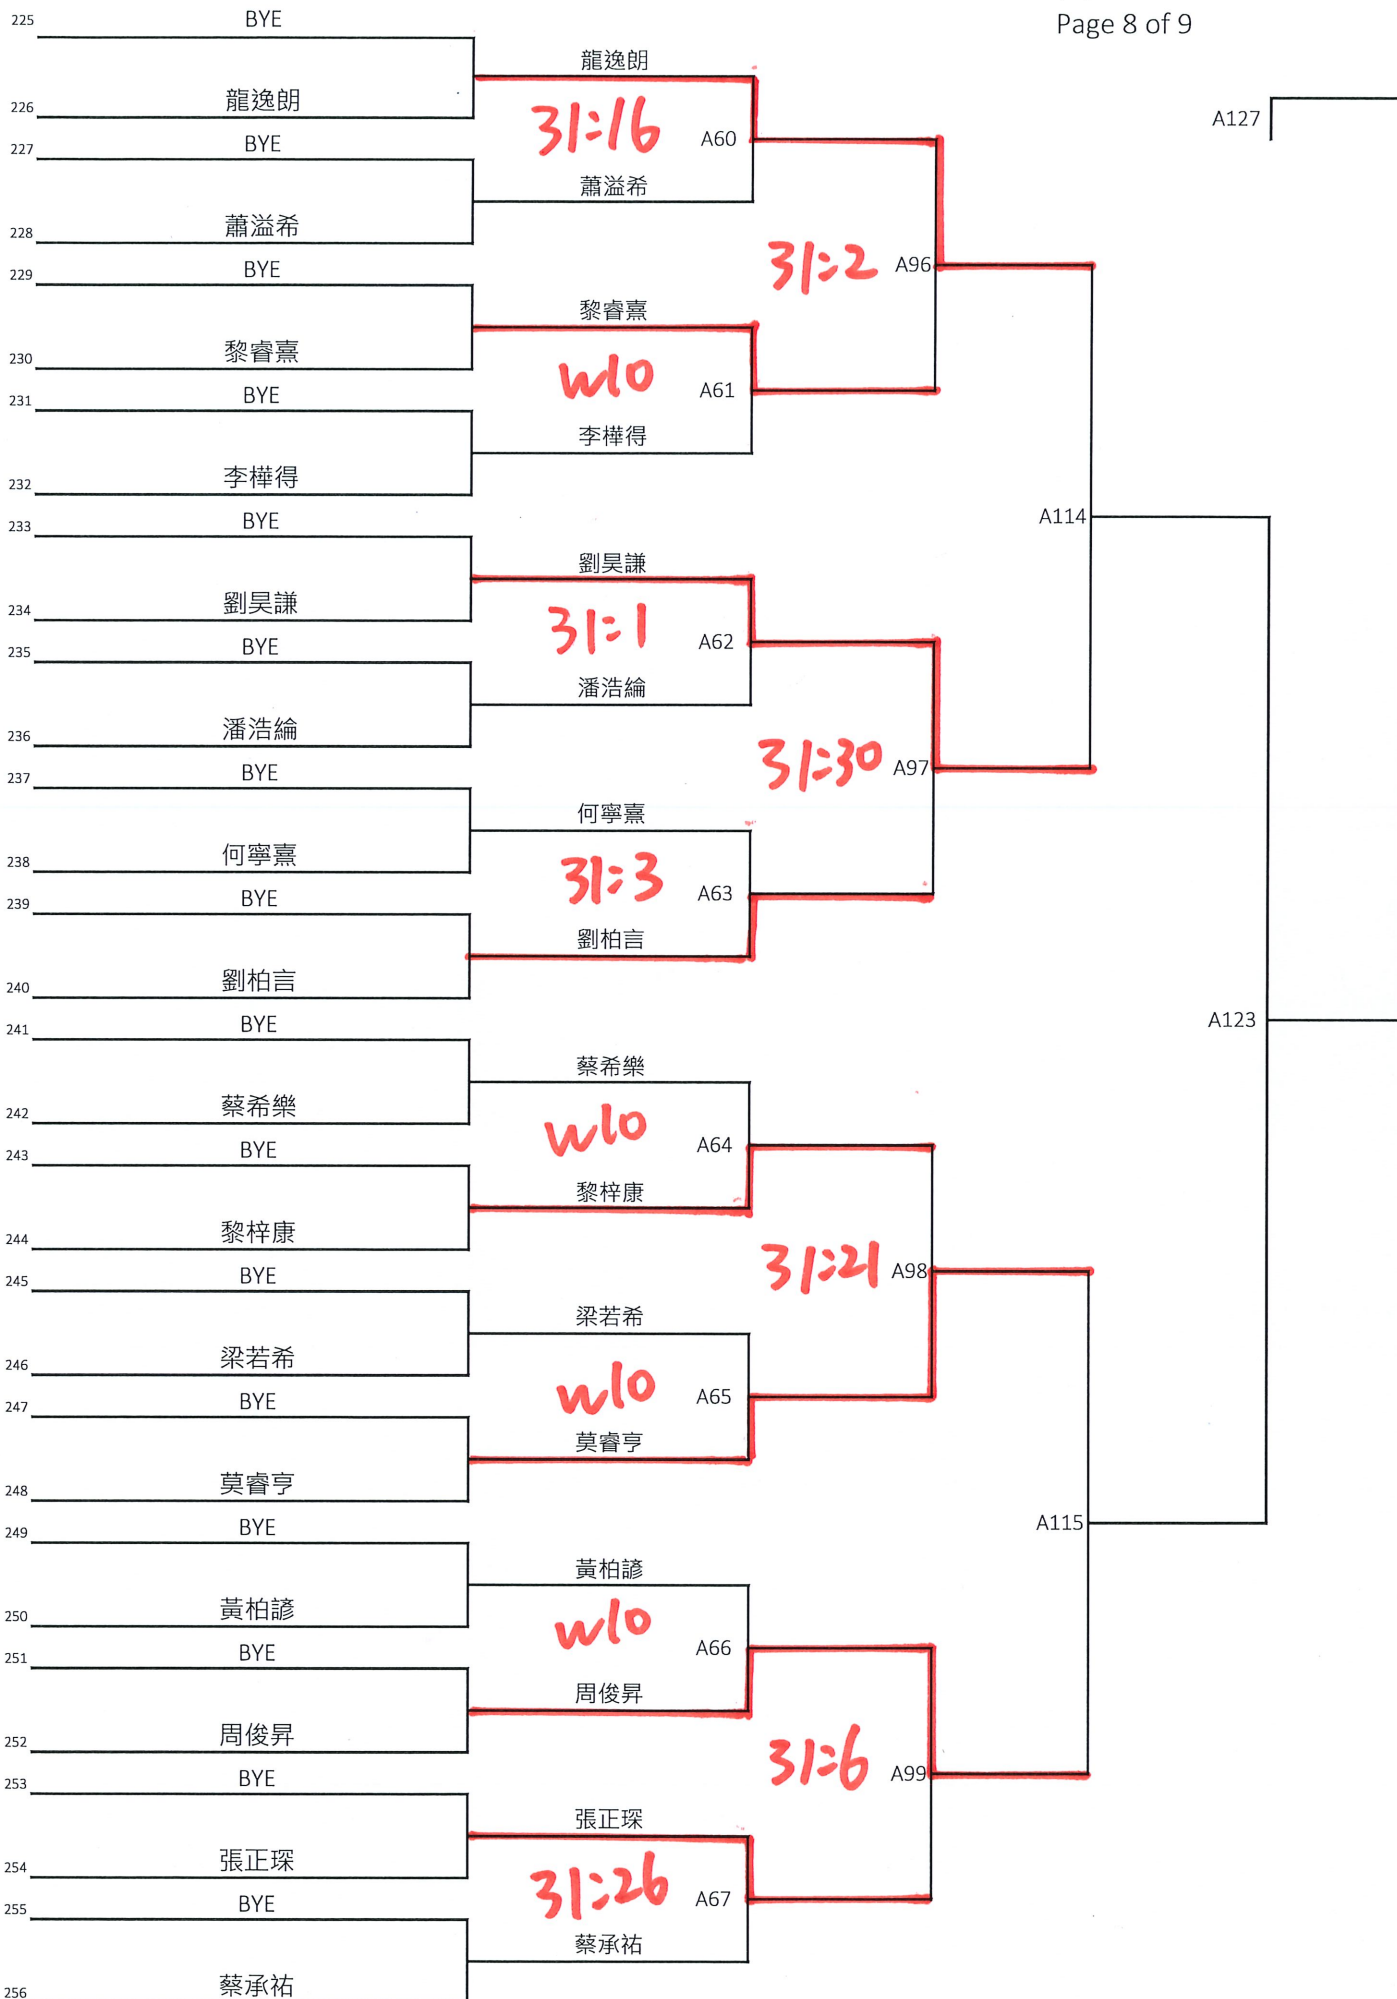 Page 8 of 9
225 BYE
龍逸朗
226 龍逸朗
31:16 A60
A127
227 BYE
蕭溢希
228 蕭溢希
31:2 A96
229 BYE
黎睿熹
230 黎睿熹
w/o A61
231 BYE
李樺得
232 李樺得
A114
233 BYE
劉昊謙
234 劉昊謙
31:1 A62
235 BYE
潘浩綸
236 潘浩綸
31:30 A97
237 BYE
何寧熹
238 何寧熹
31:3 A63
239 BYE
劉柏言
240 劉柏言
A123
241 BYE
蔡希樂
242 蔡希樂
w/o A64
243 BYE
黎梓康
244 黎梓康
31:21 A98
245 BYE
梁若希
246 梁若希
w/o A65
247 BYE
莫睿亨
248 莫睿亨
A115
249 BYE
黃柏諺
250 黃柏諺
w/o A66
251 BYE
周俊昇
252 周俊昇
31:6 A99
253 BYE
張正琛
254 張正琛
31:26 A67
255 BYE
蔡承祐
256 蔡承祐